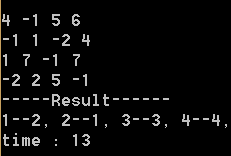 4 -1 5 6
-1 1 -2 4
1 7 -1 7
-2 2 5 -1
-----Result------
1--2, 2--1, 3--3, 4--4,
time : 13